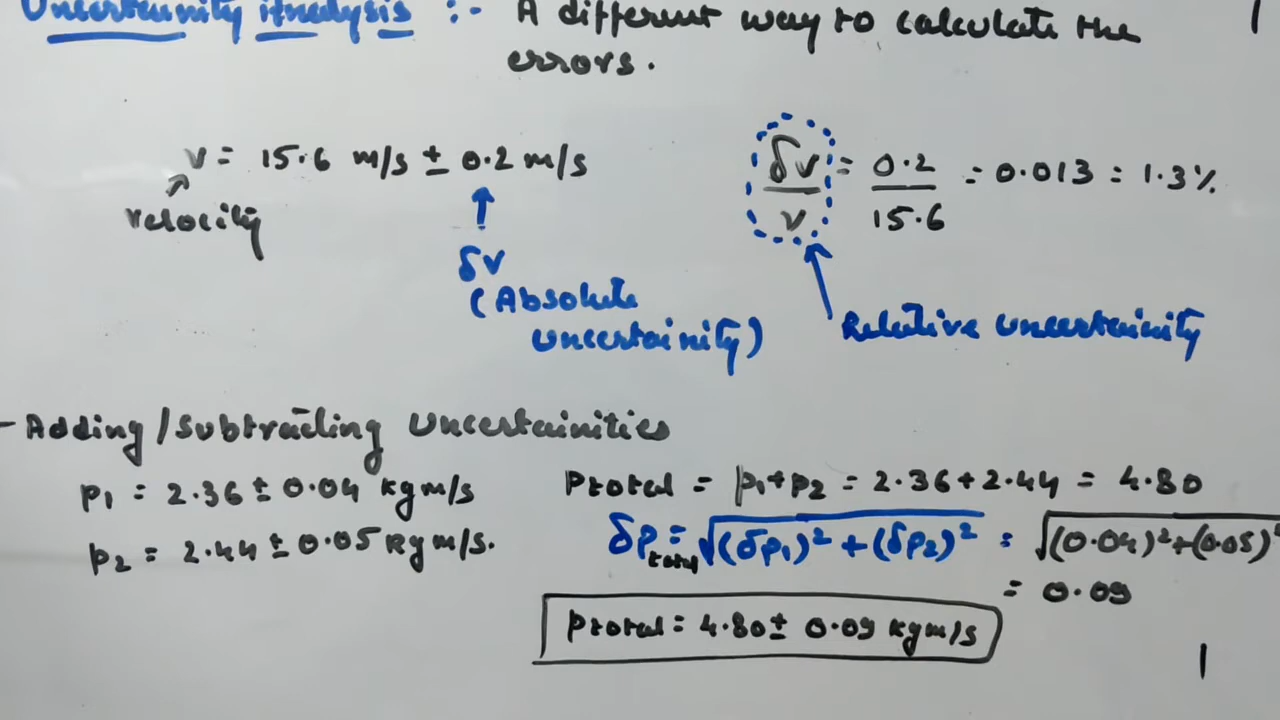 Uncertainity Analysis :- A different way to calculate the
errors.
v = 15.6 m/s ± 0.2 m/s
velocity
δv
(Absolute
uncertainity)
δv/v = 0.2/15.6 = 0.013 = 1.3%
Relative uncertainity
- Adding/Subtracting Uncertainities
p1 = 2.36 ± 0.04 kgm/s
p2 = 2.44 ± 0.05 kgm/s.
Ptotal = p1+p2 = 2.36+2.44 = 4.80
δptotal = √(δp1)² + (δp2)² = √(0.04)²+(0.05)²
= 0.09
Ptotal = 4.80 ± 0.09 kgm/s